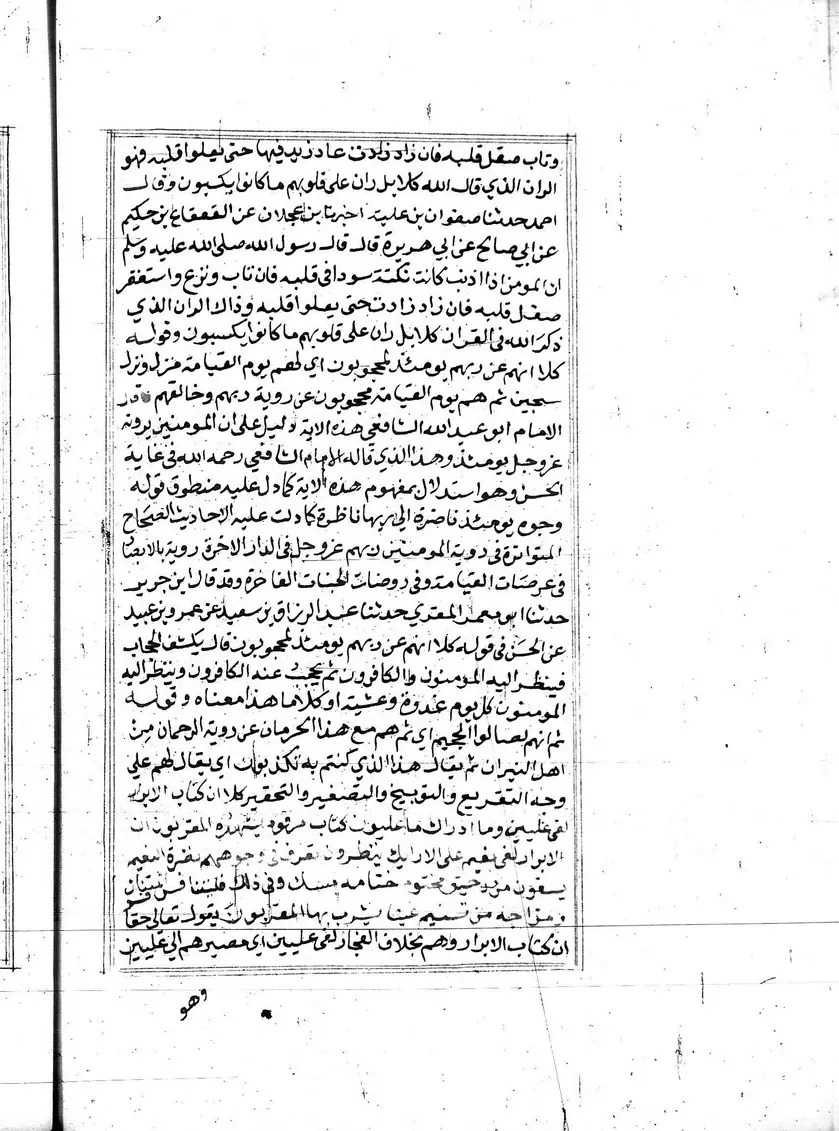 وتاب صقل قلبه فان زاد زادت عاد زيد فيها حتى يعلوا قلبه فهو
الران الذي قال الله كلا بل ران على قلوبهم ما كانوا يكسبون وقال
احمد حدثنا صفوان بن علية اخبرنا بن عجلان عن القعقاع بن حكيم
عن ابي صالح عن ابي هريرة قال قال رسول الله صلى الله عليه وسلم
ان المومن اذا اذنب كانت نكتة سودا في قلبه فان تاب ونزع واستغفر
صقل قلبه فان زاد زادت حتى يعلوا قلبه وذاك الران الذي
ذكر الله في القران كلا بل ران على قلوبهم ما كانوا يكسبون وقوله
كلا انهم عن ربهم يومئذ لمحجوبون اي لهم يوم القيامة منزل ونزل
سجين ثم هم يوم القيامة محجوبون عن روية ربهم وخالقهم قال
الامام ابو عبد الله الشافعي هذه الاية دليل على ان المومنين يرونه
عز وجل يومئذ وهذا الذي قاله الامام الشافعي رحمه الله في غاية
الحسن وهو استدلال بمفهوم هذه الاية كما دل عليه منطوق قوله
وجوه يومئذ ناضرة الى ربها ناظرة كما دلت عليه الاحاديث الصحاح
المتواترة في روية المومنين ربهم عز وجل في الدار الاخرة روية بالابصار
في عرصات القيامة وفي روضات الجنات الفاخرة وقد قال ابن جرير
حدثنا ابو معمر المقري حدثنا عبد الرزاق بن سعيد عن عمرو بن عبيد
عن الحسن في قوله كلا انهم عن ربهم يومئذ لمحجوبون قال يكشف الحجاب
فينظر اليه المومنون والكافرون ثم يحجب عنه الكافرون وينظر اليه
المومنون كل يوم غدوة وعشية او كلاما هذا معناه وقوله
ثم انهم لصالوا الجحيم اي ثم هم مع هذا الحرمان عن روية الرحمان من
اهل النيران ثم يقال هذا الذي كنتم به تكذبون اي يقال لهم على
وجه التقريع والتوبيخ والتصغير والتحقير كلا ان كتاب الابرار
لفي عليين وما ادراك ما عليون كتاب مرقوم يشهده المقربون ان
الابرار لفي نعيم على الارايك ينظرون تعرف في وجوههم نضرة النعيم
يسقون من رحيق مختوم ختامه مسك وفي ذلك فليتنافس المتنافسون
ومزاجه من تسنيم عينا يشرب بها المقربون يقول تعالى حقا
ان كتاب الابرار وهم بخلاف الفجار لفي عليين اي مصيرهم الى عليين
وهو